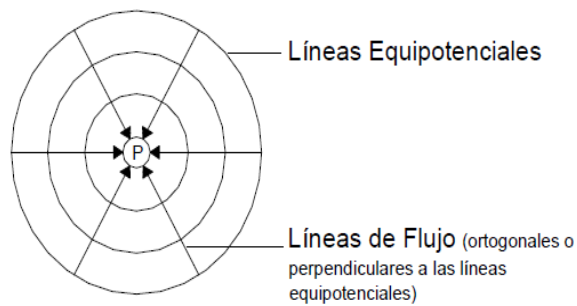 Líneas Equipotenciales
P
Líneas de Flujo (ortogonales o
perpendiculares a las líneas
equipotenciales)